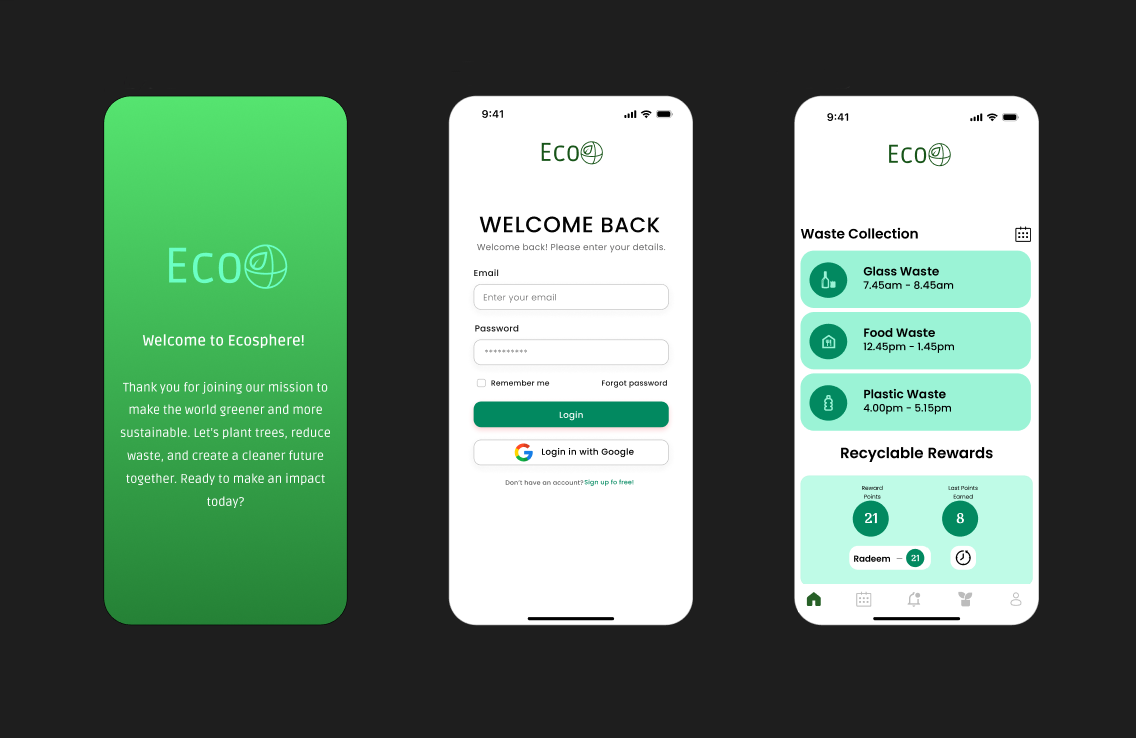 Eco
Welcome to Ecosphere!
Thank you for joining our mission to
make the world greener and more
sustainable. Let's plant trees, reduce
waste, and create a cleaner future
together. Ready to make an impact
today?
9:41
Eco
WELCOME BACK
Welcome back! Please enter your details.
Email
Enter your email
Password
**********
Remember me Forgot password
Login
Login in with Google
Don't have an account? Sign up fo free!
9:41
Eco
Waste Collection
Glass Waste
7.45am - 8.45am
Food Waste
12.45pm - 1.45pm
Plastic Waste
4.00pm - 5.15pm
Recyclable Rewards
Reward
Points
21
Last Points
Earned
8
Radeem - 21